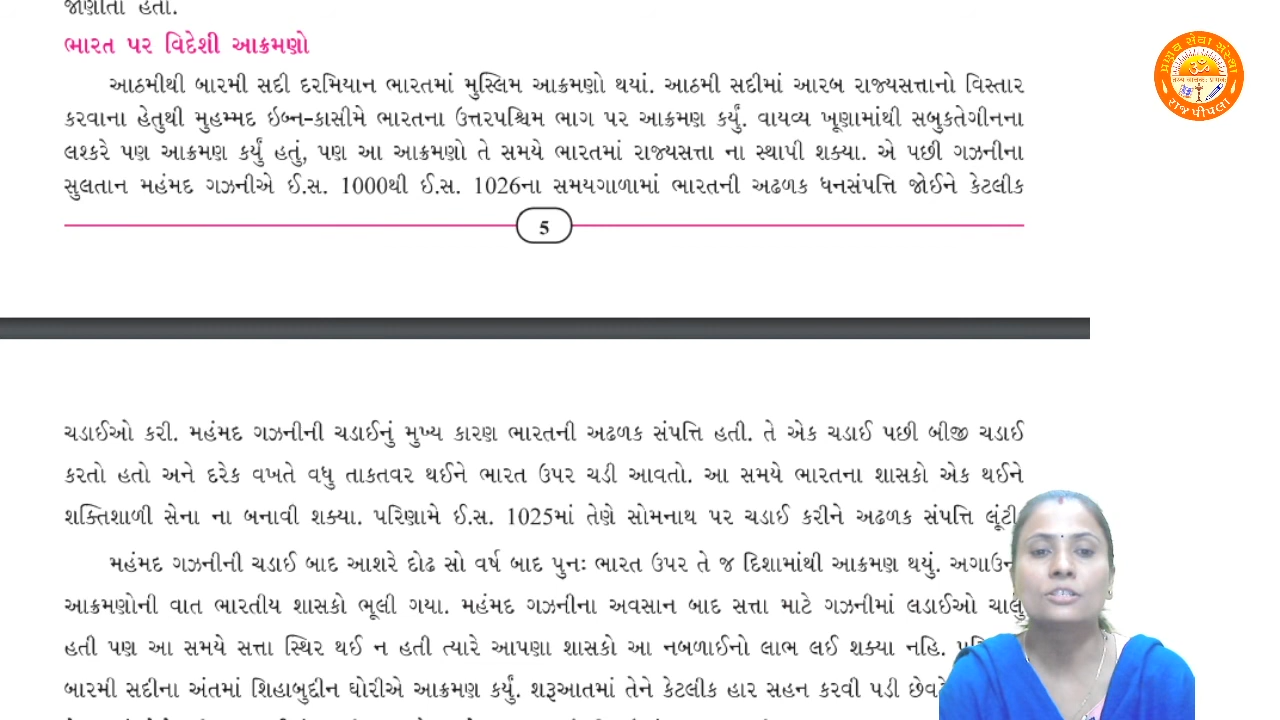 જાણીતા હતા.
ભારત પર વિદેશી આક્રમણો
આઠમીથી બારમી સદી દરમિયાન ભારતમાં મુસ્લિમ આક્રમણો થયાં. આઠમી સદીમાં આરબ રાજ્યસત્તાનો વિસ્તાર
કરવાના હેતુથી મુહમ્મદ ઇબ્ન-કાસીમે ભારતના ઉત્તરપશ્ચિમ ભાગ પર આક્રમણ કર્યું. વાયવ્ય ખૂણામાંથી સબુકતેગીનના
લશ્કરે પણ આક્રમણ કર્યું હતું, પણ આ આક્રમણો તે સમયે ભારતમાં રાજ્યસત્તા ના સ્થાપી શક્યા. એ પછી ગઝનીના
સુલતાન મહંમદ ગઝનીએ ઈ.સ. 1000થી ઈ.સ. 1026ના સમયગાળામાં ભારતની અઢળક ધનસંપત્તિ જોઈને કેટલીક
5
ચડાઈઓ કરી. મહંમદ ગઝનીની ચડાઈનું મુખ્ય કારણ ભારતની અઢળક સંપત્તિ હતી. તે એક ચડાઈ પછી બીજી ચડાઈ
કરતો હતો અને દરેક વખતે વધુ તાકતવર થઈને ભારત ઉપર ચડી આવતો. આ સમયે ભારતના શાસકો એક થઈને
શક્તિશાળી સેના ના બનાવી શક્યા. પરિણામે ઈ.સ. 1025માં તેણે સોમનાથ પર ચડાઈ કરીને અઢળક સંપત્તિ લૂંટી
મહંમદ ગઝનીની ચડાઈ બાદ આશરે દોઢ સો વર્ષ બાદ પુનઃ ભારત ઉપર તે જ દિશામાંથી આક્રમણ થયું.
આક્રમણોની વાત ભારતીય શાસકો ભૂલી ગયા. મહંમદ ગઝનીના અવસાન બાદ સત્તા માટે ગઝનીમાં લડાઈઓ ચાલુ
હતી પણ આ સમયે સત્તા સ્થિર થઈ ન હતી ત્યારે આપણા શાસકો આ નબળાઈનો લાભ લઈ શક્યા નહિ.
બારમી સદીના અંતમાં શિહાબુદ્દીન ઘોરીએ આક્રમણ કર્યું. શરૂઆતમાં તેને કેટલીક હાર સહન કરવી પડી
પ્રણવ સેવા સંસ્થા
ૐ
રાજપીપલા